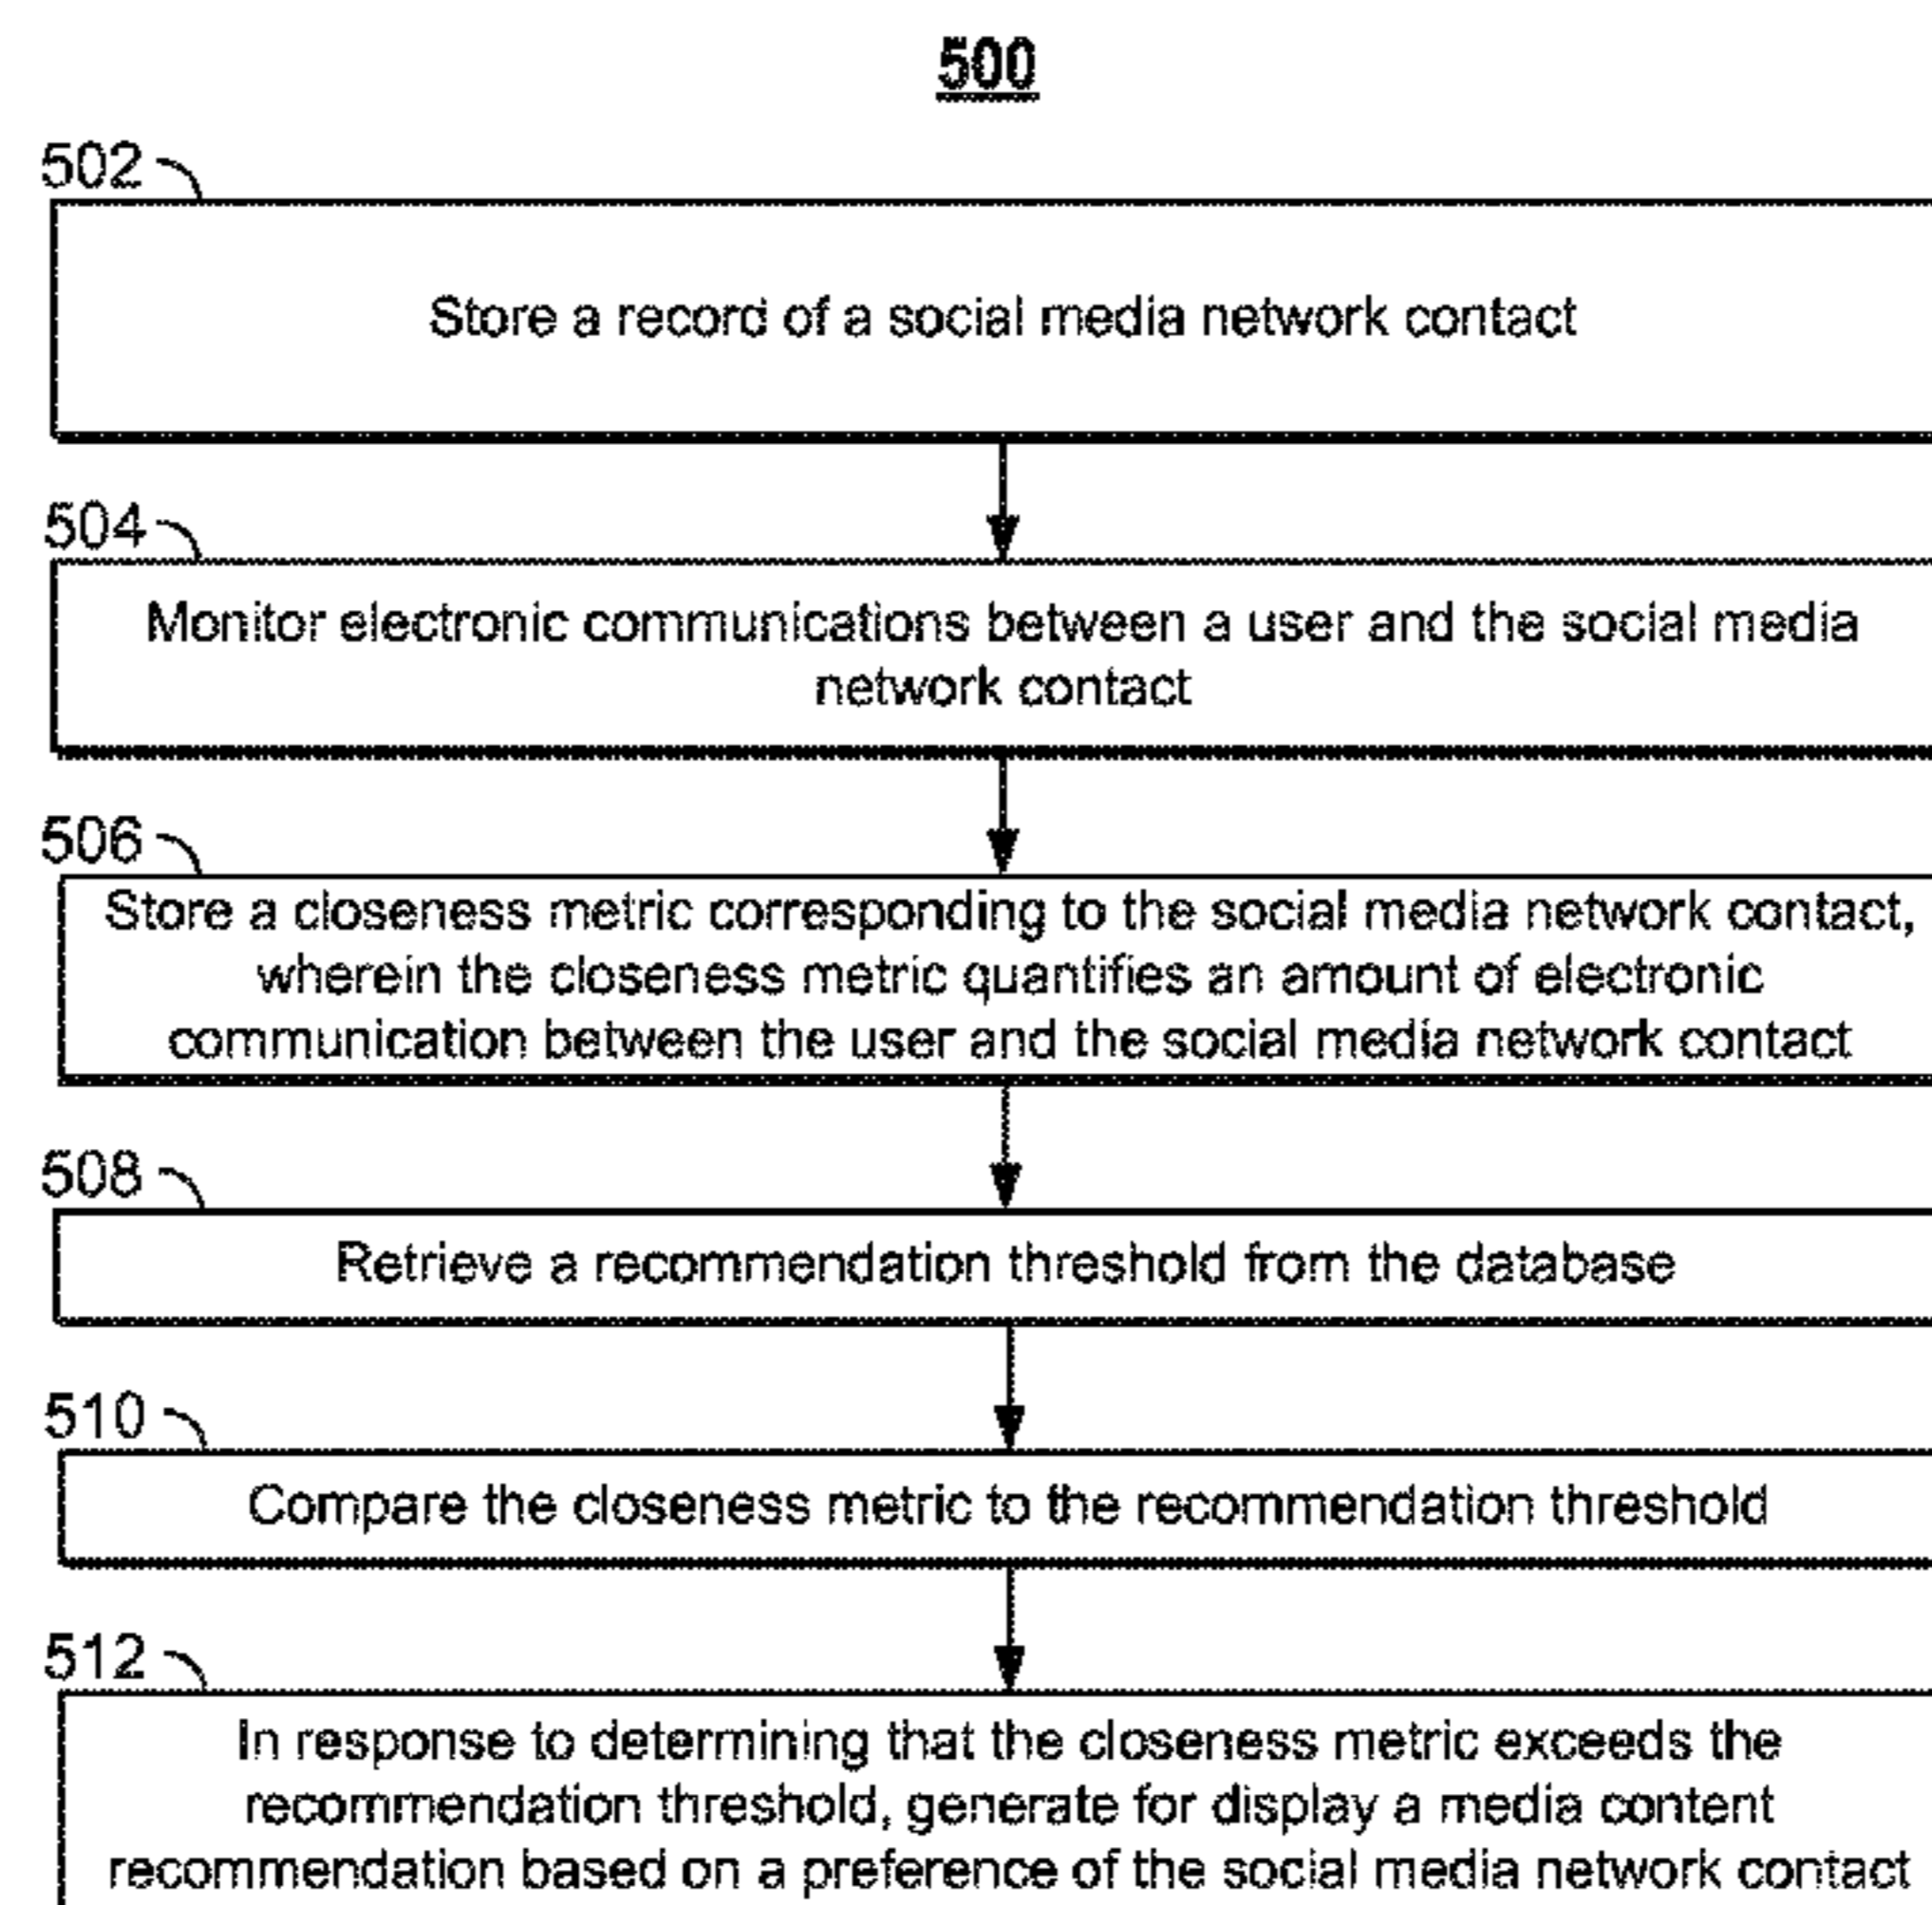 500
502
Store a record of a social media network contact
504
Monitor electronic communications between a user and the social media
network contact
506
Store a closeness metric corresponding to the social media network contact,
wherein the closeness metric quantifies an amount of electronic
communication between the user and the social media network contact
508
Retrieve a recommendation threshold from the database
510
Compare the closeness metric to the recommendation threshold
512
In response to determining that the closeness metric exceeds the
recommendation threshold, generate for display a media content
recommendation based on a preference of the social media network contact